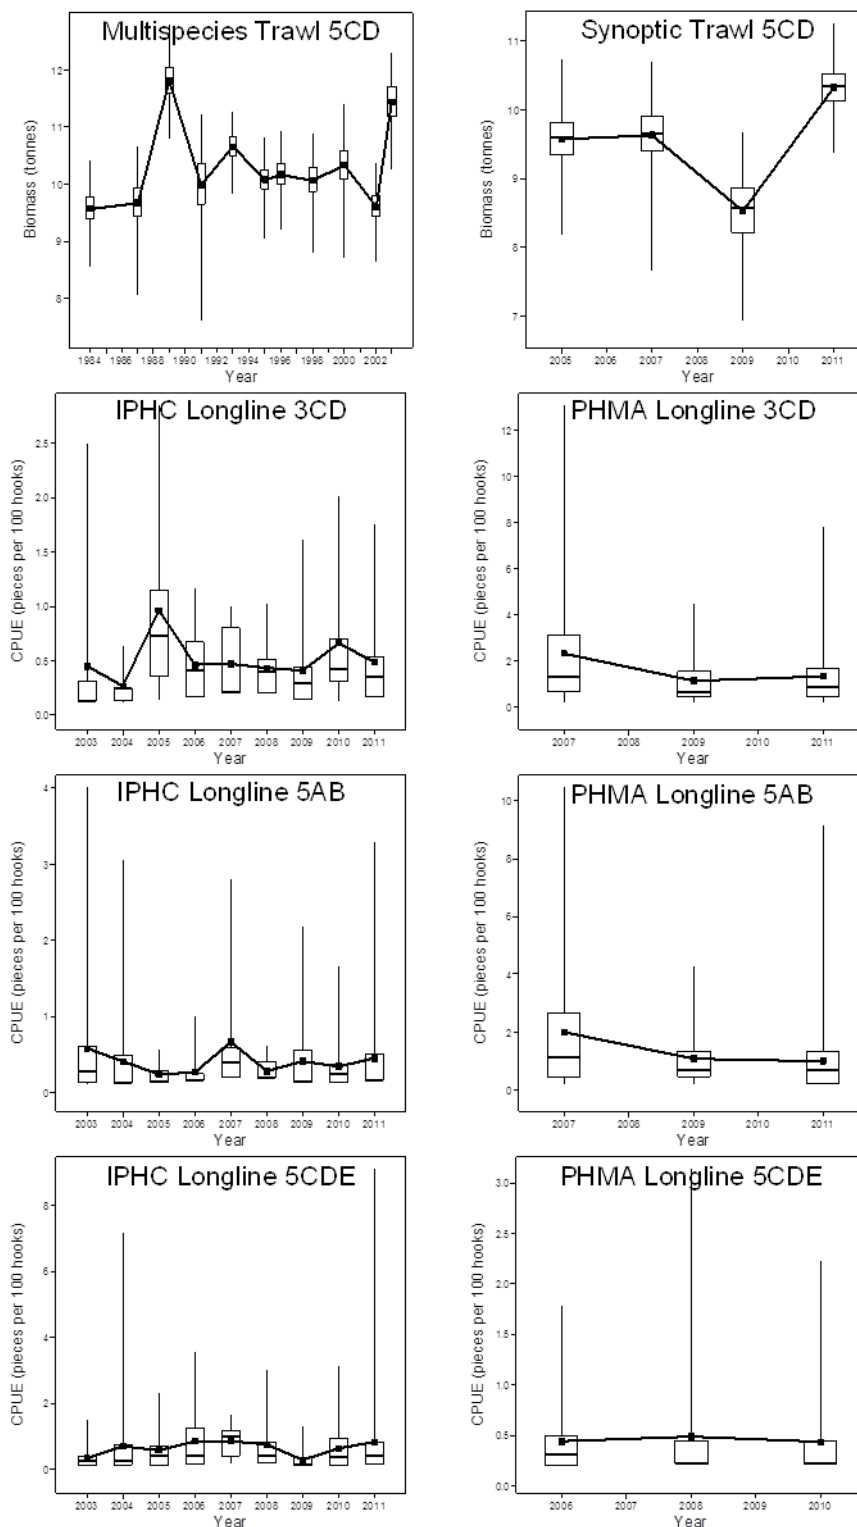 Multispecies Trawl 5CD
Biomass (tonnes)
12
11
10
9
8
1984 1986 1988 1990 1992 1994 1996 1998 2000 2002
Year
Synoptic Trawl 5CD
Biomass (tonnes)
11
10
9
8
7
2005 2007 2008 2009 2010 2011
Year
IPHC Longline 3CD
CPUE (pieces per 100 hooks)
2.5
2.0
1.5
1.0
0.5
0.0
2003 2004 2005 2006 2007 2008 2009 2010 2011
Year
PHMA Longline 3CD
CPUE (pieces per 100 hooks)
12
10
8
6
4
2
0
2007 2008 2009 2010 2011
Year
IPHC Longline 5AB
CPUE (pieces per 100 hooks)
4
3
2
1
0
2003 2004 2005 2006 2007 2008 2009 2010 2011
Year
PHMA Longline 5AB
CPUE (pieces per 100 hooks)
10
8
6
4
2
0
2007 2008 2009 2010 2011
Year
IPHC Longline 5CDE
CPUE (pieces per 100 hooks)
8
6
4
2
0
2003 2004 2005 2006 2007 2008 2009 2010 2011
Year
PHMA Longline 5CDE
CPUE (pieces per 100 hooks)
3.0
2.5
2.0
1.5
1.0
0.5
0.0
2006 2007 2008 2009 2010
Year